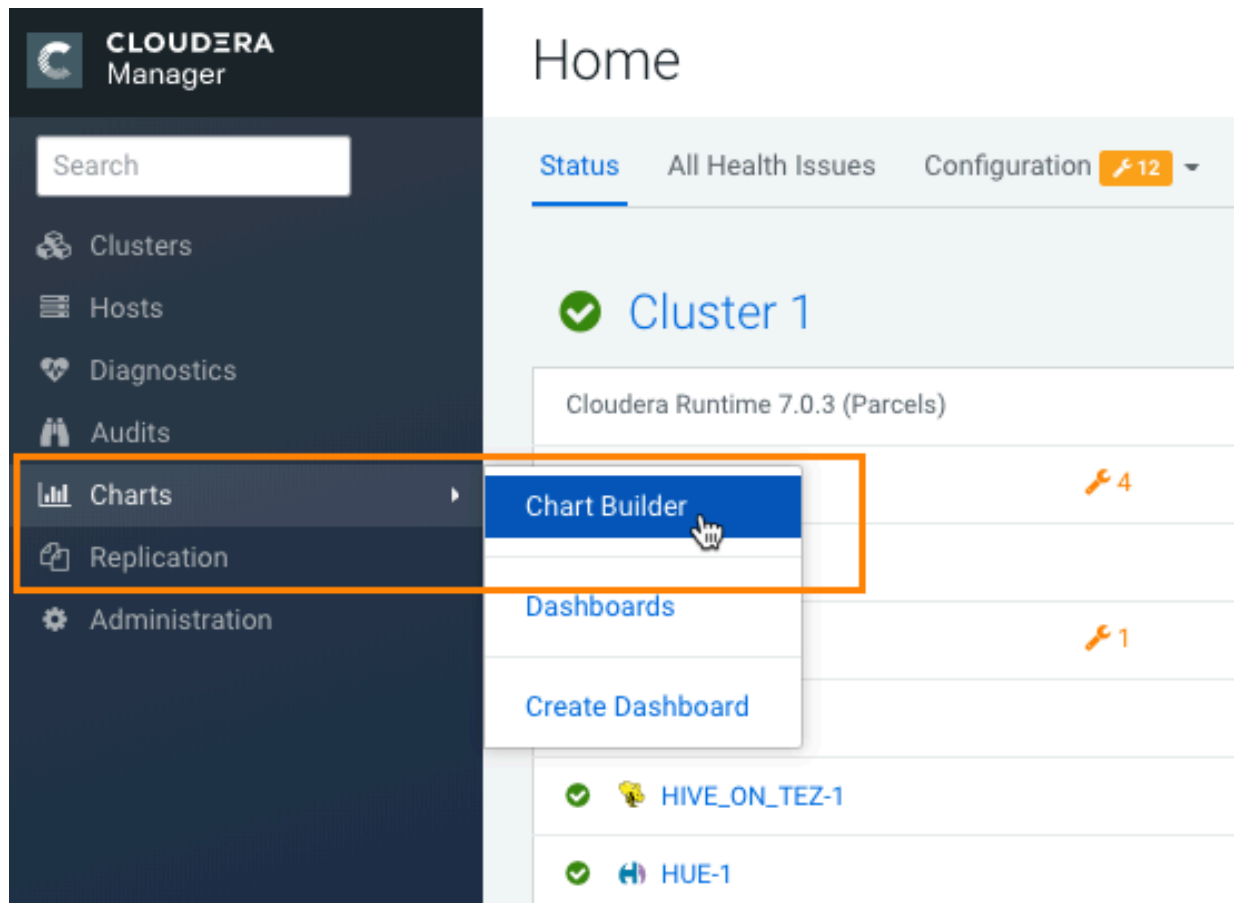 CLOUDERA
Manager
Search
Clusters
Hosts
Diagnostics
Audits
Charts
Replication
Administration
Home
Status All Health Issues Configuration 12
Cluster 1
Cloudera Runtime 7.0.3 (Parcels)
4
Chart Builder
Dashboards
1
Create Dashboard
HIVE_ON_TEZ-1
HUE-1